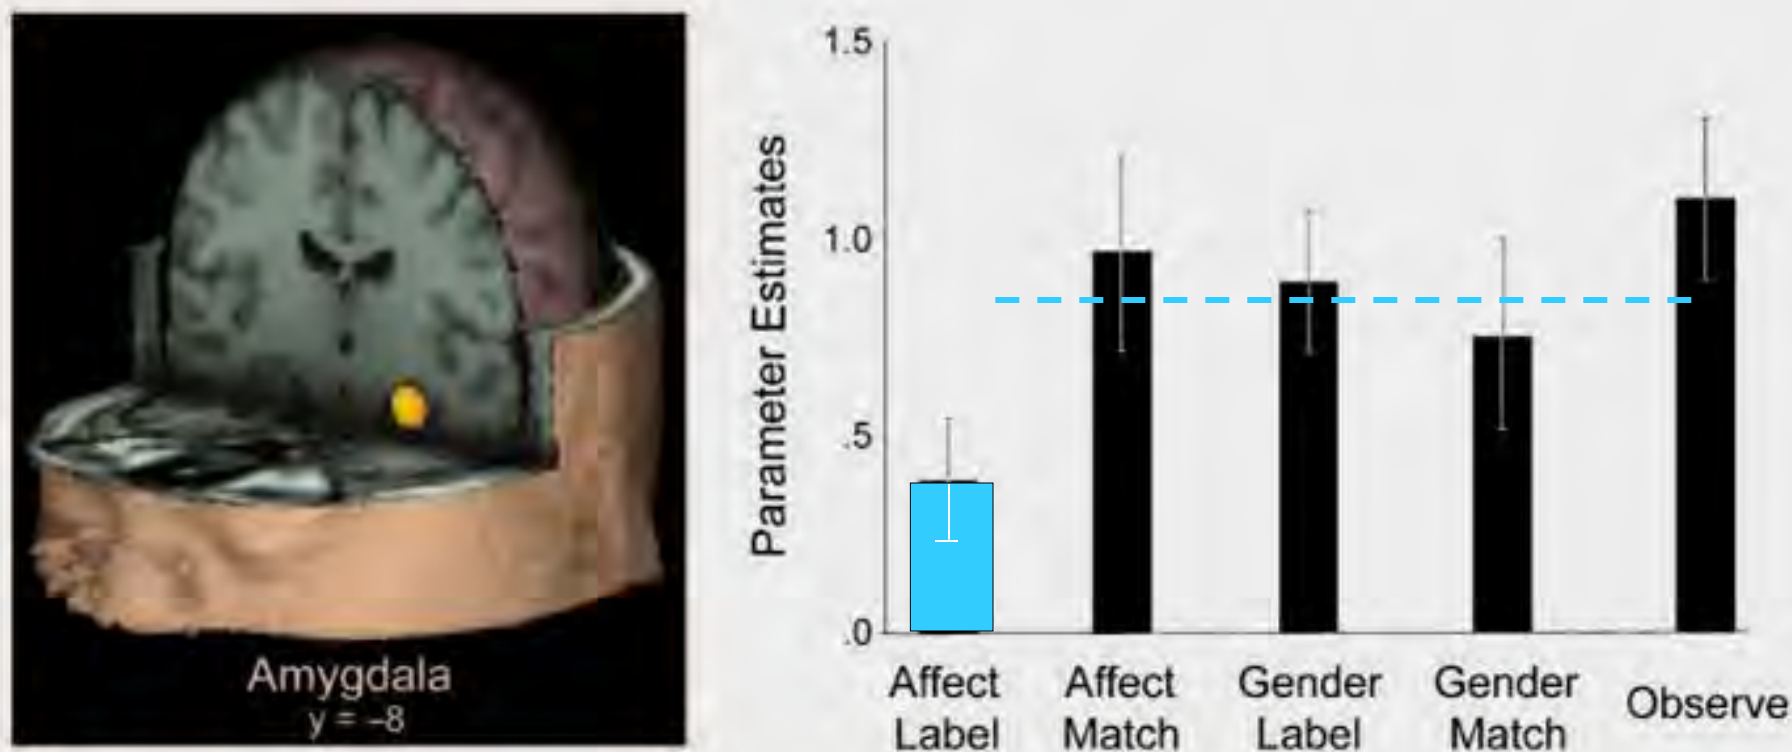 Amygdala
y = –8
Parameter Estimates
1.5
1.0
.5
.0
Affect
Label
Affect
Match
Gender
Label
Gender
Match
Observe